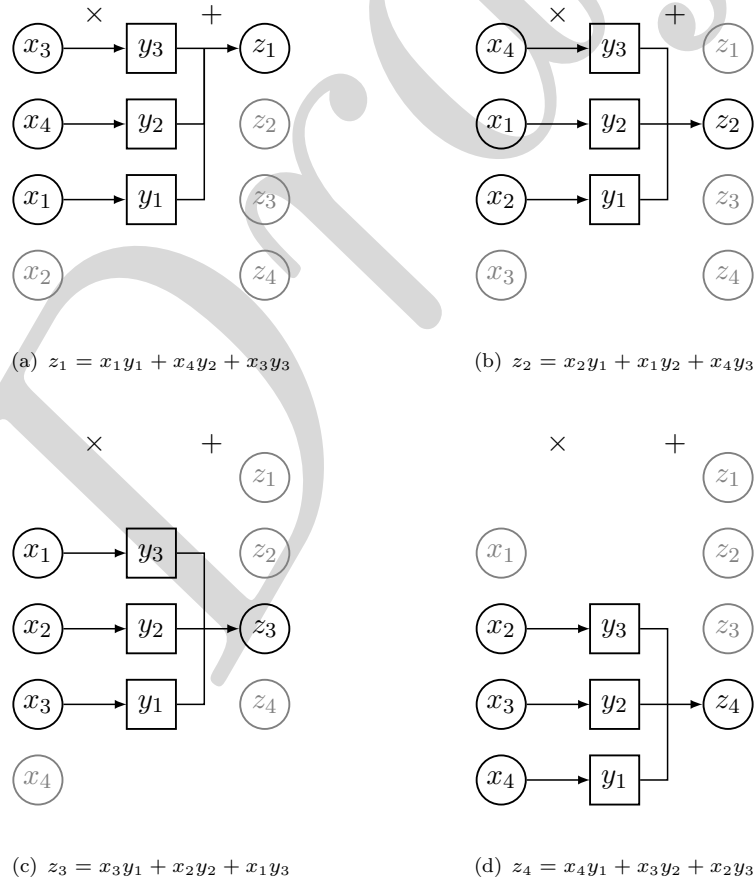 × + × +
x₃ y₃ z₁ x₄ y₃ z₁
x₄ y₂ z₂ x₁ y₂ z₂
x₁ y₁ z₃ x₂ y₁ z₃
x₂ z₄ x₃ z₄
(a) z₁ = x₁y₁ + x₄y₂ + x₃y₃ (b) z₂ = x₂y₁ + x₁y₂ + x₄y₃
× + × +
z₁ z₁
x₁ y₃ z₂ x₁ z₂
x₂ y₂ z₃ x₂ y₃ z₃
x₃ y₁ z₄ x₃ y₂ z₄
x₄ x₄ y₁
(c) z₃ = x₃y₁ + x₂y₂ + x₁y₃ (d) z₄ = x₄y₁ + x₃y₂ + x₂y₃